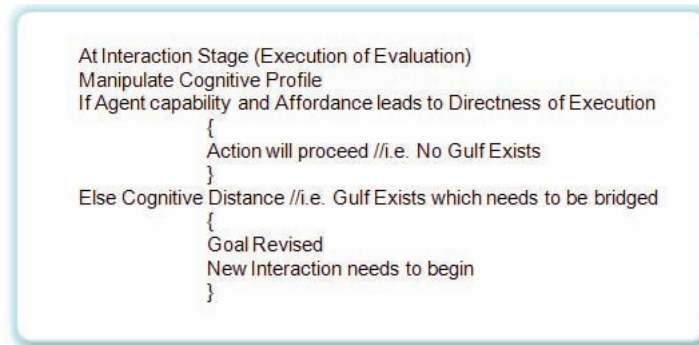 At Interaction Stage (Execution of Evaluation)
Manipulate Cognitive Profile
If Agent capability and Affordance leads to Directness of Execution
{
Action will proceed //i.e. No Gulf Exists
}
Else Cognitive Distance //i.e. Gulf Exists which needs to be bridged
{
Goal Revised
New Interaction needs to begin
}